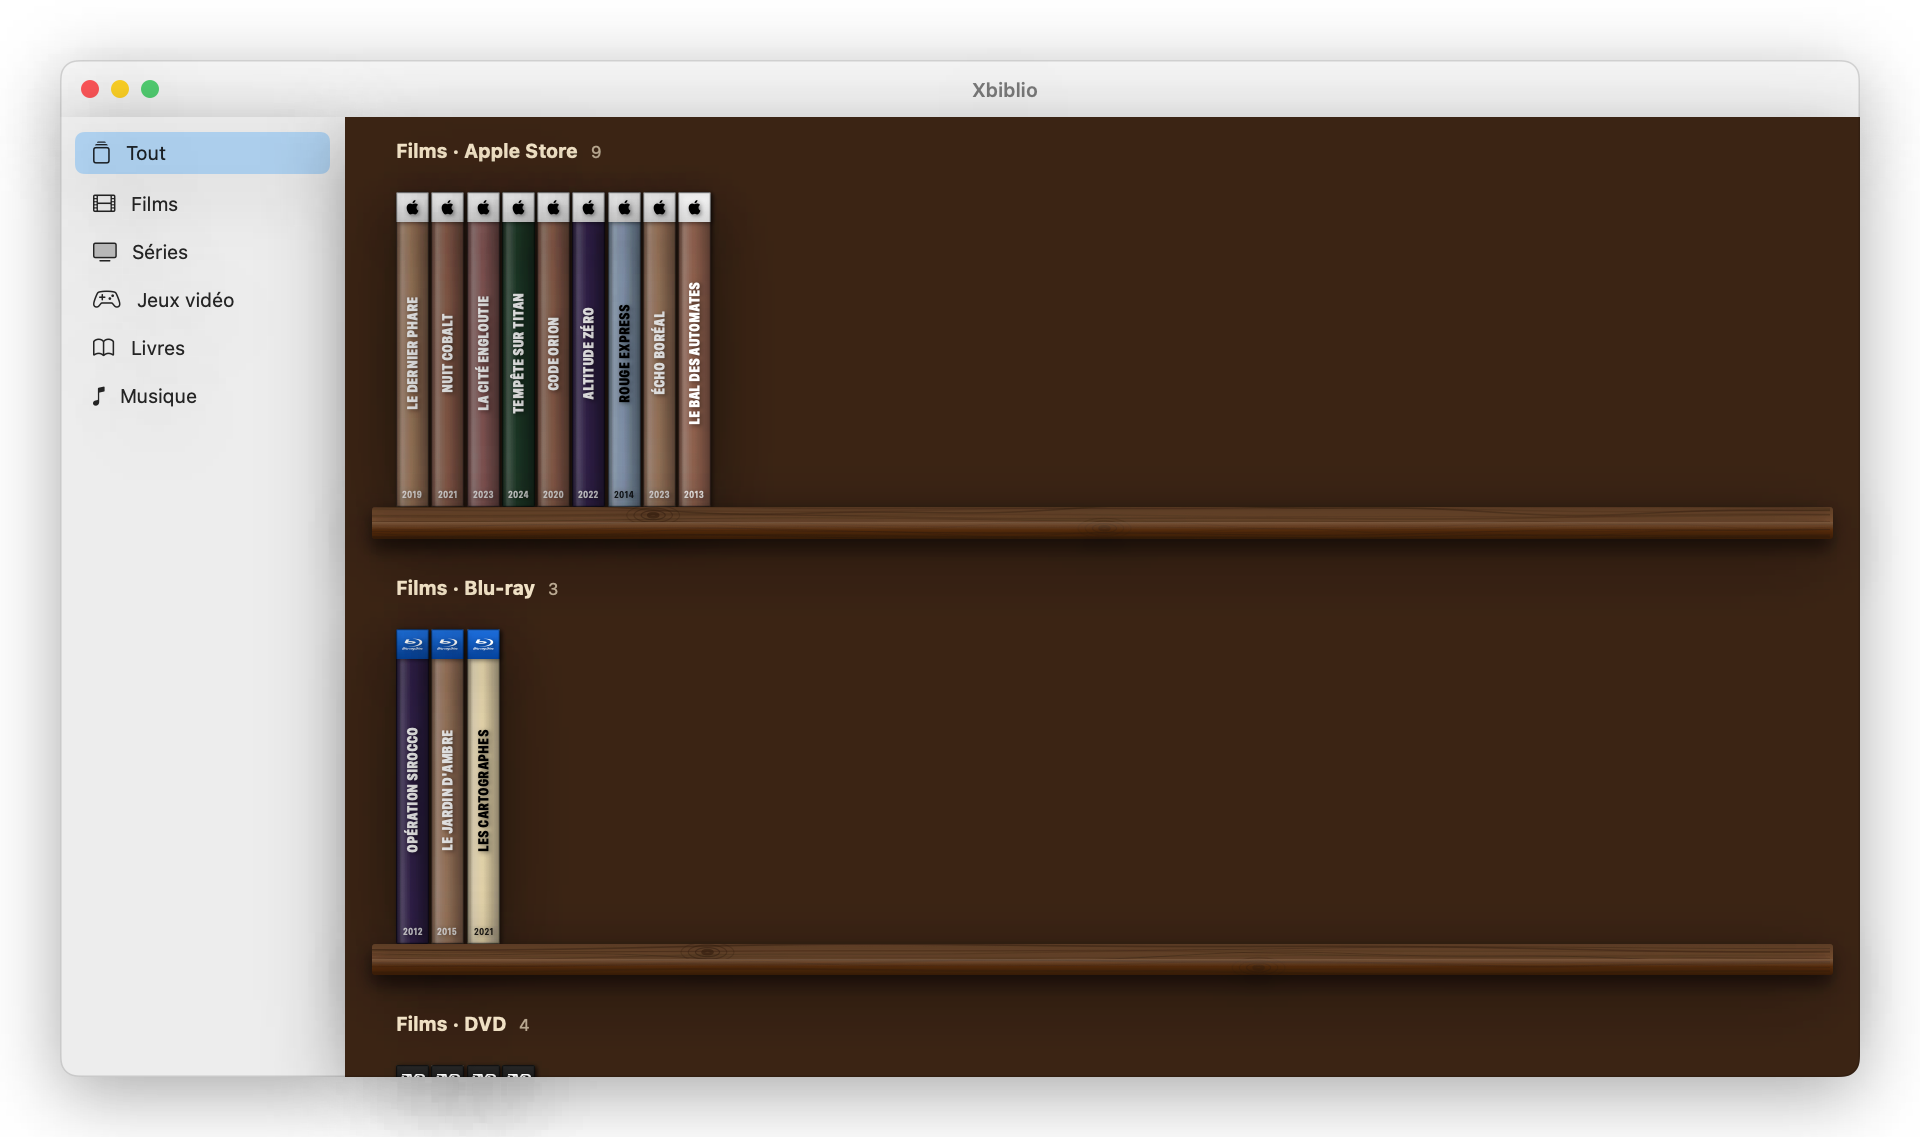 Xbiblio
Tout
Films
Séries
Jeux vidéo
Livres
Musique
Films · Apple Store 9
LE DERNIER PHARE
2019
NUIT COBALT
2021
LA CITÉ ENGLOUTIE
2023
TEMPÊTE SUR TITAN
2024
CODE ORION
2020
ALTITUDE ZÉRO
2022
ROUGE EXPRESS
2014
ÉCHO BORÉAL
2023
LE BAL DES AUTOMATES
2013
Films · Blu-ray 3
OPÉRATION SIROCCO
2012
LE JARDIN D'AMBRE
2015
LES CARTOGRAPHES
2021
Films · DVD 4